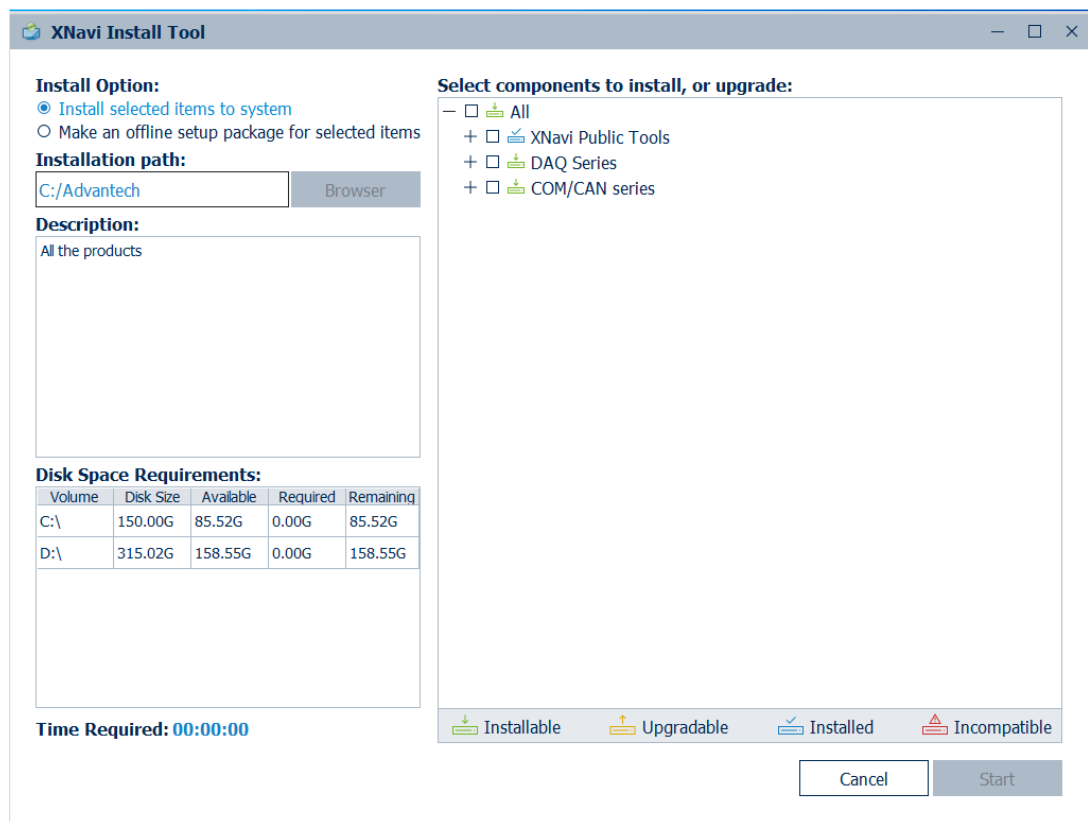 XNavi Install Tool
Install Option:
Install selected items to system
Make an offline setup package for selected items
Installation path:
C:/Advantech
Browser
Description:
All the products
Disk Space Requirements:
Volume Disk Size Available Required Remaining
C:\ 150.00G 85.52G 0.00G 85.52G
D:\ 315.02G 158.55G 0.00G 158.55G
Time Required: 00:00:00
Select components to install, or upgrade:
All
XNavi Public Tools
DAQ Series
COM/CAN series
Installable Upgradable Installed Incompatible
Cancel Start